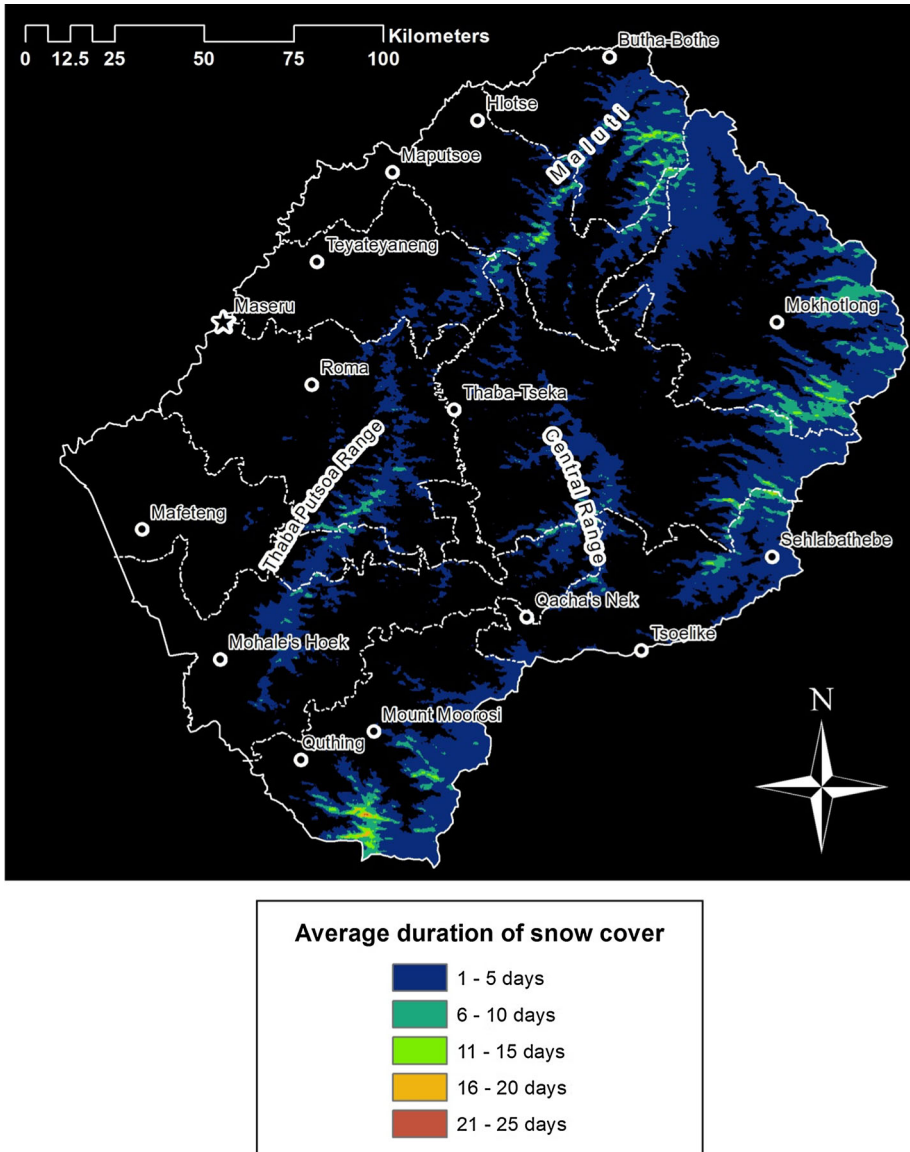 Kilometers
0 12.5 25 50 75 100
Butha-Bothe
Hlotse
Maluti
Maputsoe
Teyateyaneng
Maseru
Mokhotlong
Roma
Thaba-Tseka
Thaba Putsoa Range
Central Range
Mafeteng
Sehlabathebe
Qacha's Nek
Tsoelike
Mohale's Hoek
N
Mount Moorosi
Quthing
Average duration of snow cover
1 - 5 days
6 - 10 days
11 - 15 days
16 - 20 days
21 - 25 days